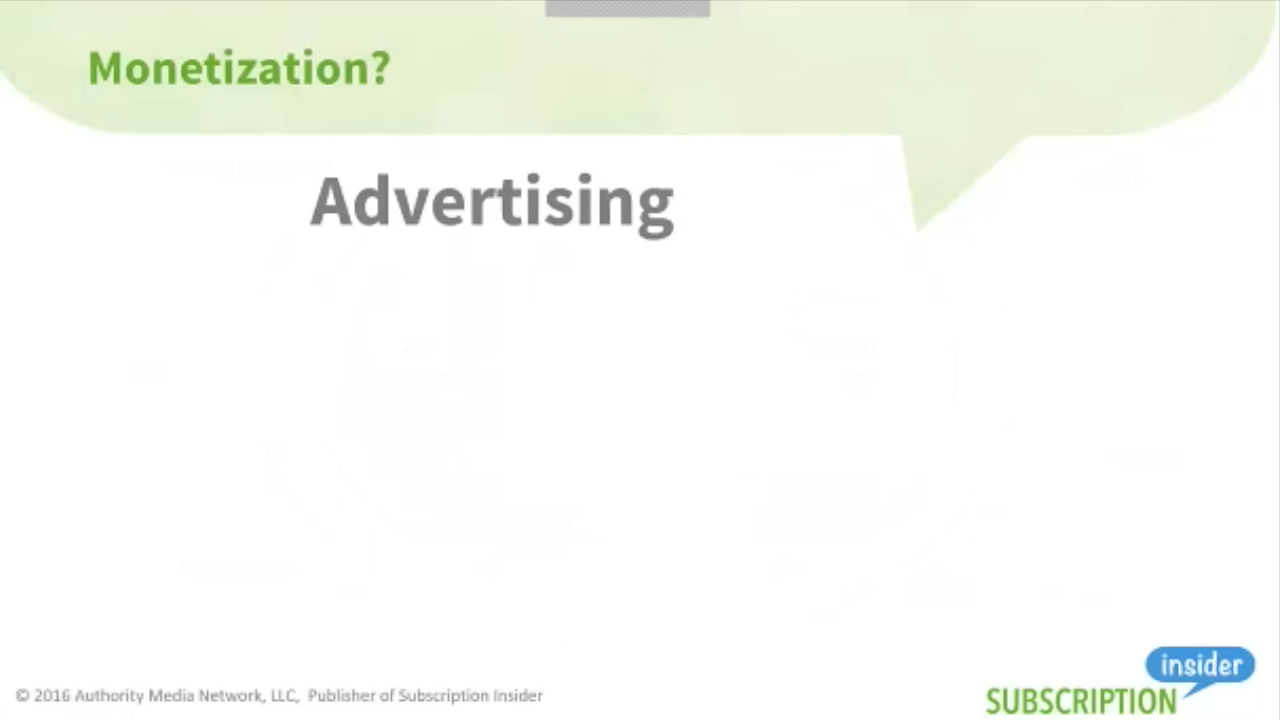 Monetization?
Advertising
insider
SUBSCRIPTION
© 2016 Authority Media Network, LLC, Publisher of Subscription Insider